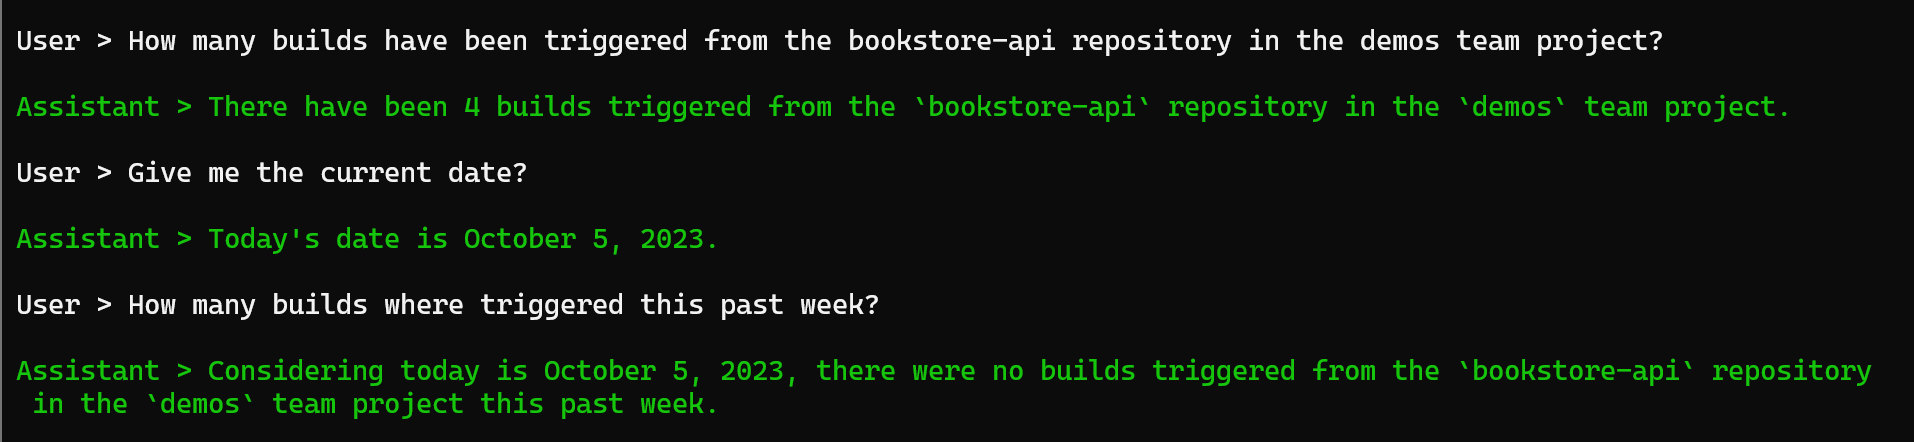 User > How many builds have been triggered from the bookstore-api repository in the demos team project?
Assistant > There have been 4 builds triggered from the `bookstore-api` repository in the `demos` team project.
User > Give me the current date?
Assistant > Today's date is October 5, 2023.
User > How many builds where triggered this past week?
Assistant > Considering today is October 5, 2023, there were no builds triggered from the `bookstore-api` repository
in the `demos` team project this past week.